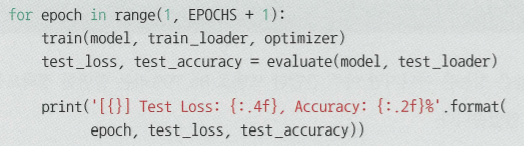 for epoch in range(1, EPOCHS + 1):
    train(model, train_loader, optimizer)
    test_loss, test_accuracy = evaluate(model, test_loader)

    print('[{}] Test Loss: {:.4f}, Accuracy: {:.2f}%'.format(
          epoch, test_loss, test_accuracy))